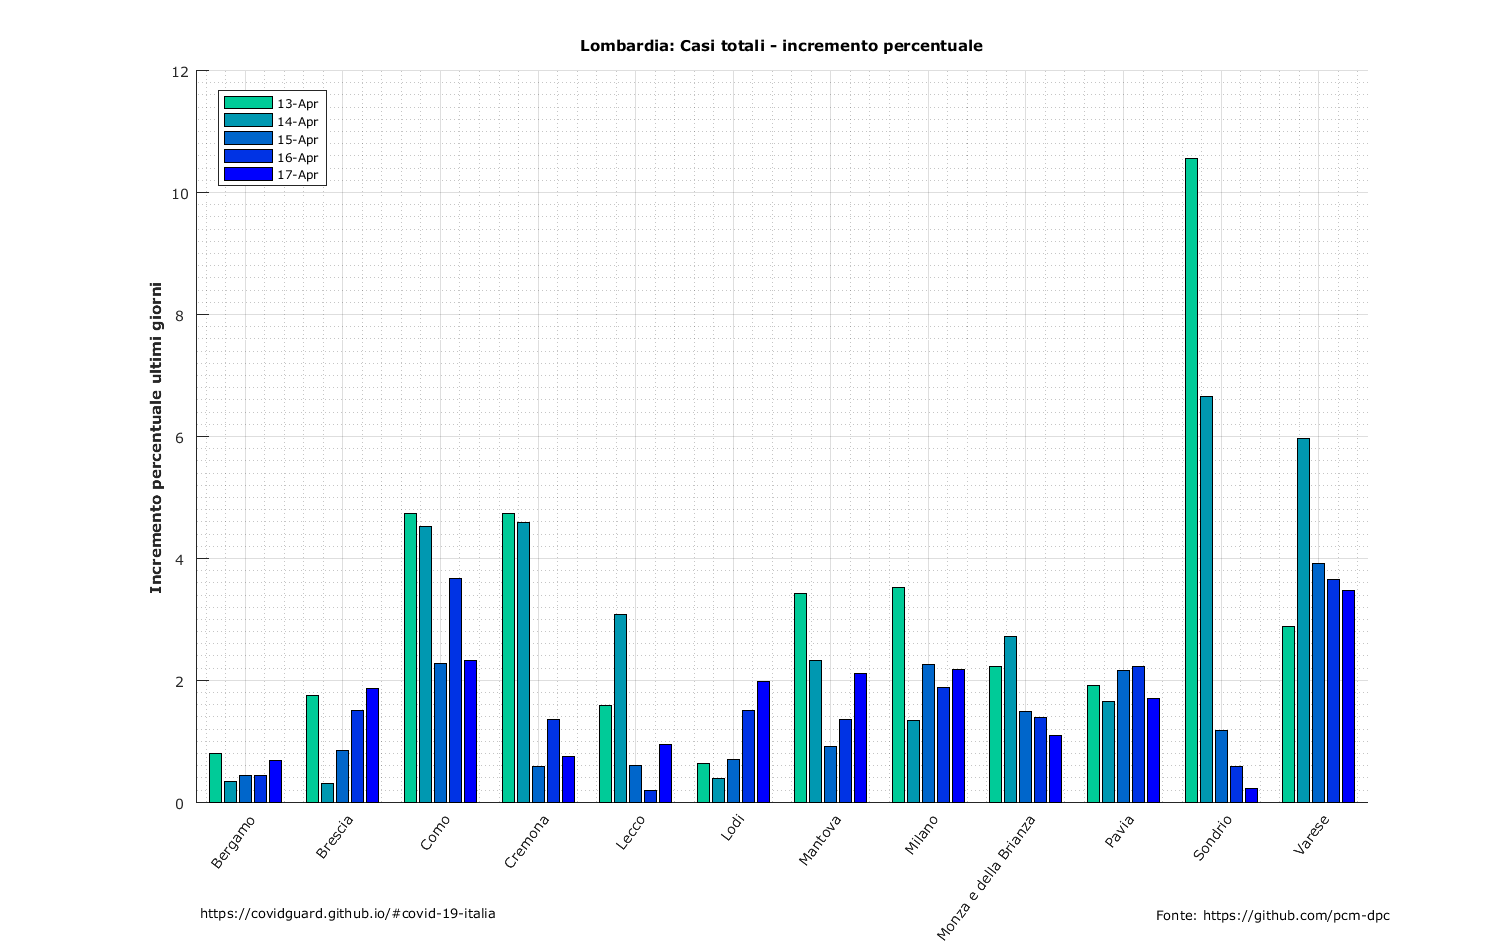 Lombardia: Casi totali - incremento percentuale
12
10
8
6
4
2
0
Incremento percentuale ultimi giorni
13-Apr
14-Apr
15-Apr
16-Apr
17-Apr
Bergamo
Brescia
Como
Cremona
Lecco
Lodi
Mantova
Milano
Monza e della Brianza
Pavia
Sondrio
Varese
https://covidguard.github.io/#covid-19-italia
Fonte: https://github.com/pcm-dpc